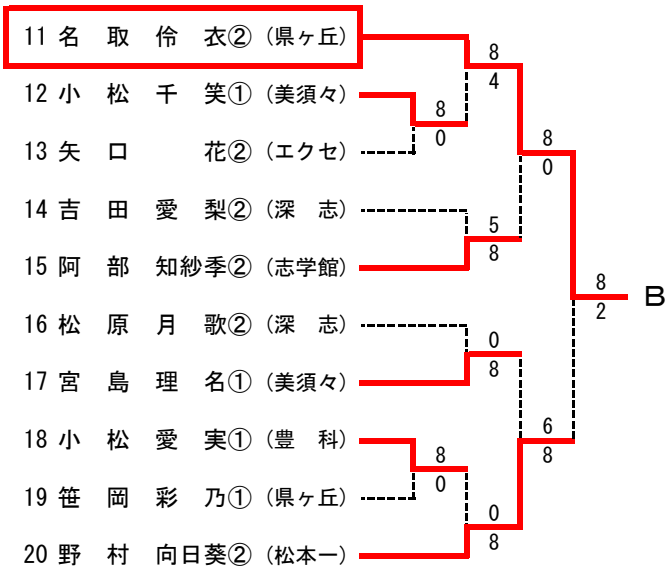 11 名 取 伶 衣② (県ヶ丘)
8
4
12 小 松 千 笑① (美須々)
8
0
13 矢 口 花② (エクセ)
8
0
14 吉 田 愛 梨② (深 志)
5
8
15 阿 部 知紗季② (志学館)
8
2
B
16 松 原 月 歌② (深 志)
0
8
17 宮 島 理 名① (美須々)
18 小 松 愛 実① (豊 科)
6
8
8
0
19 笹 岡 彩 乃① (県ヶ丘)
0
8
20 野 村 向日葵② (松本一)